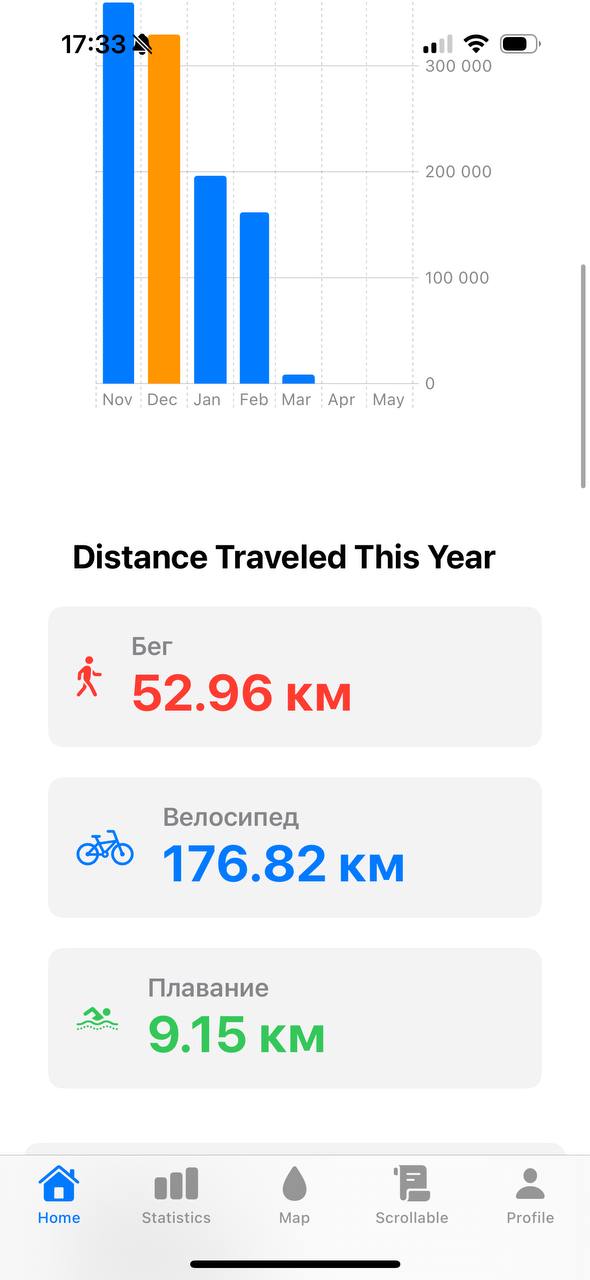 17:33
300 000
200 000
100 000
0
Nov Dec Jan Feb Mar Apr May
Distance Traveled This Year
Бег
52.96 км
Велосипед
176.82 км
Плавание
9.15 км
Home Statistics Map Scrollable Profile